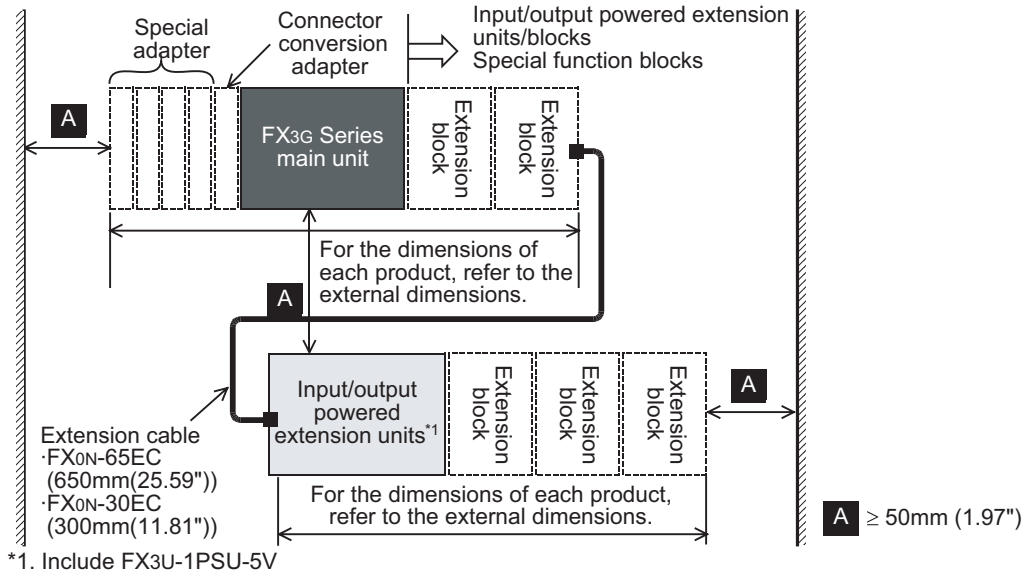 Special
adapter
Connector
conversion
adapter
Input/output powered extension
units/blocks
Special function blocks
A
FX3G Series
main unit
Extension
block
Extension
block
For the dimensions of
each product, refer to the
external dimensions.
A
Input/output
powered
extension units*1
Extension
block
Extension
block
Extension
block
A
Extension cable
·FX0N-65EC
(650mm(25.59"))
·FX0N-30EC
(300mm(11.81"))
For the dimensions of each product,
refer to the external dimensions.
A ≥ 50mm (1.97")
*1. Include FX3U-1PSU-5V